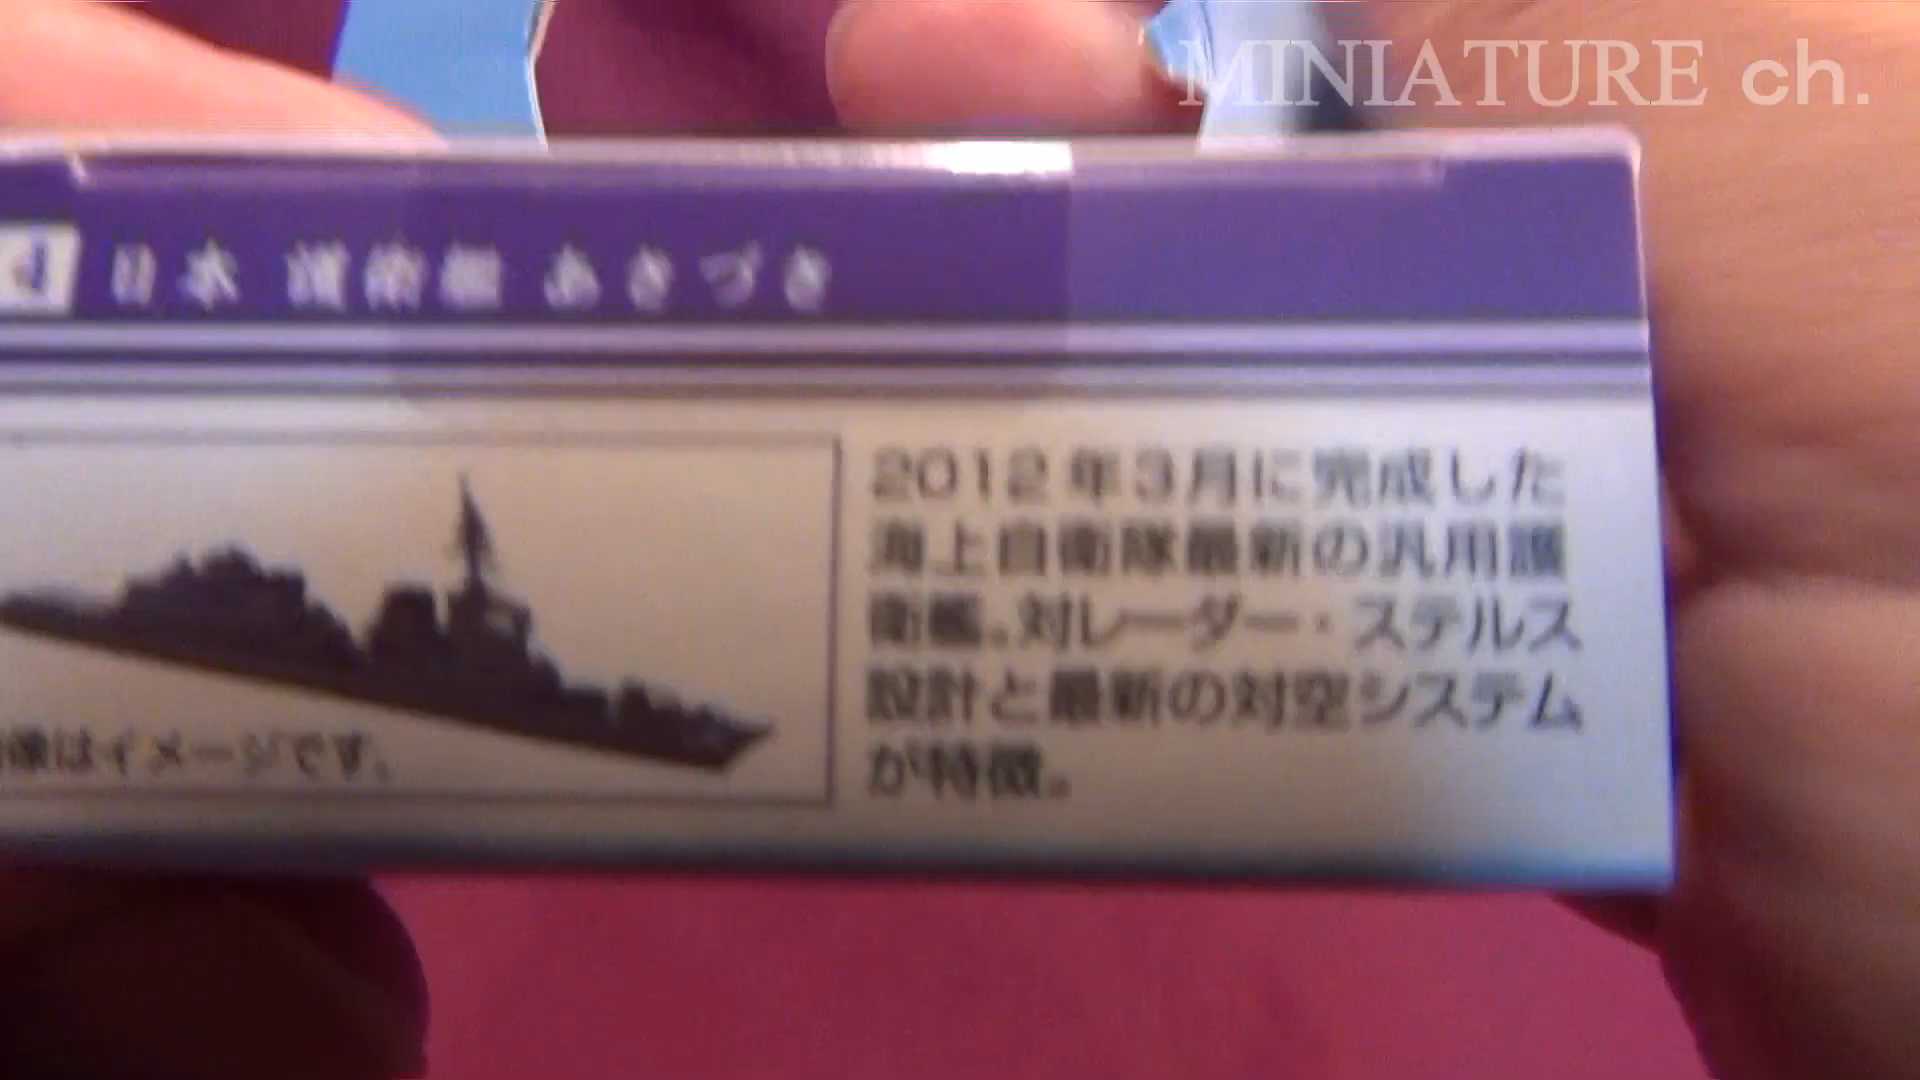 MINIATURE ch.
d 日本 護衛艦 あきづき
2012年3月に完成した
海上自衛隊最新の汎用護
衛艦。対レーダー・ステルス
設計と最新の対空システム
が特徴。
像はイメージです。